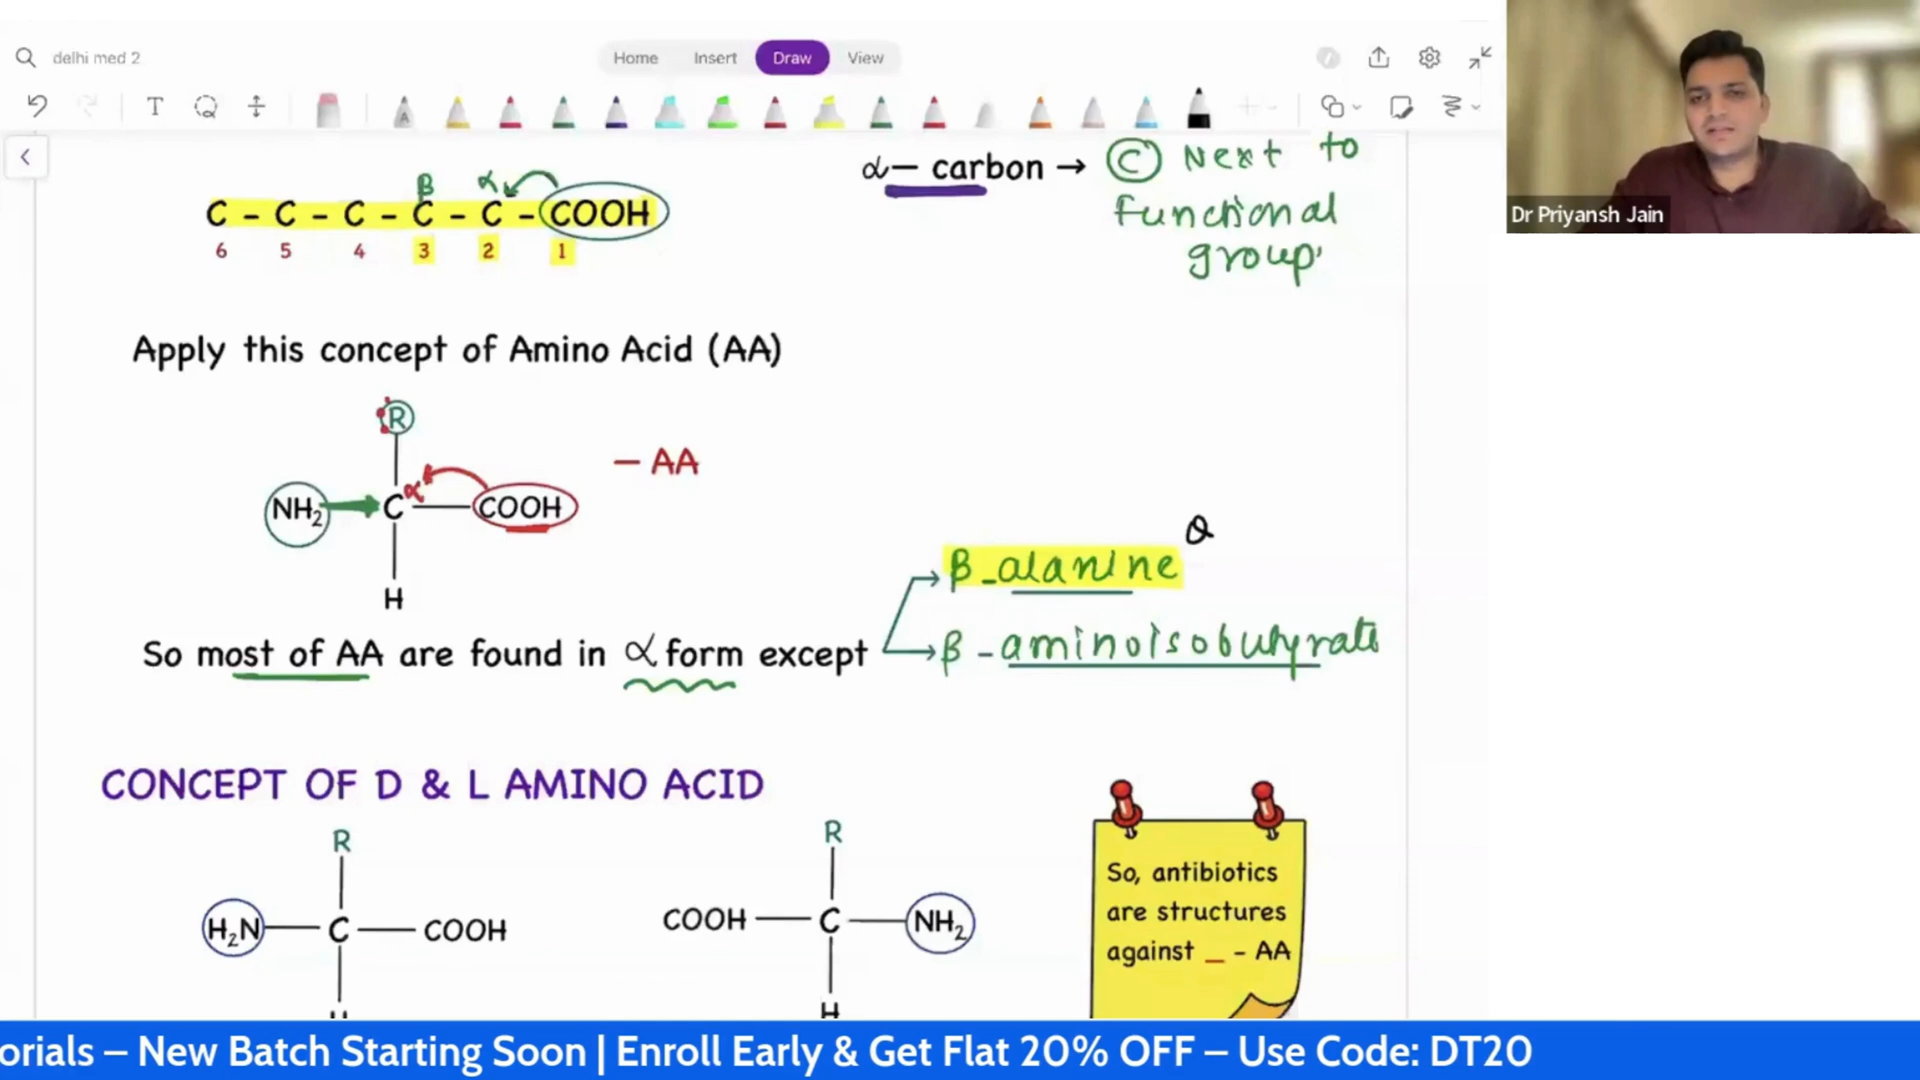 delhi med 2
Home Insert Draw View
T
A
Dr Priyansh Jain
α – carbon → C Next to
functional
group
β α
C - C - C - C - C - COOH
6 5 4 3 2 1
Apply this concept of Amino Acid (AA)
R
– AA
α
NH₂ C COOH
H
Q
β-alanine
So most of AA are found in α form except
β-aminoisobutyrate
CONCEPT OF D & L AMINO ACID
R
H₂N C COOH
H
R
COOH C NH₂
H
So, antibiotics
are structures
against _ - AA
orials – New Batch Starting Soon | Enroll Early & Get Flat 20% OFF – Use Code: DT20